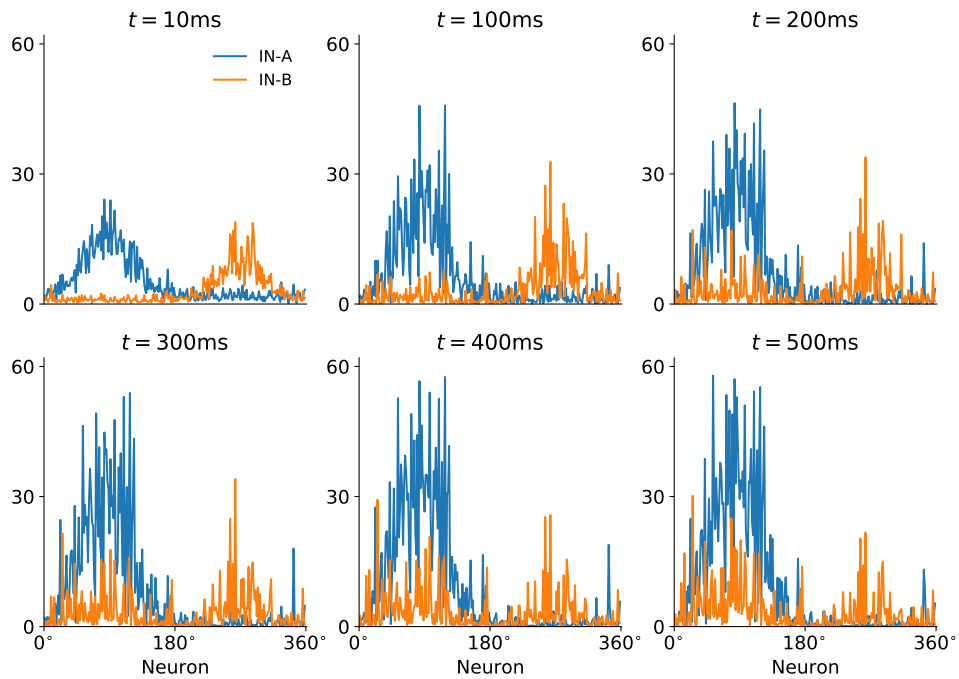 t = 10ms
t = 100ms
t = 200ms
60
30
0
IN-A
IN-B
60
30
0
60
30
0
t = 300ms
t = 400ms
t = 500ms
60
30
0
60
30
0
60
30
0
0° 180° 360°
0° 180° 360°
0° 180° 360°
Neuron
Neuron
Neuron